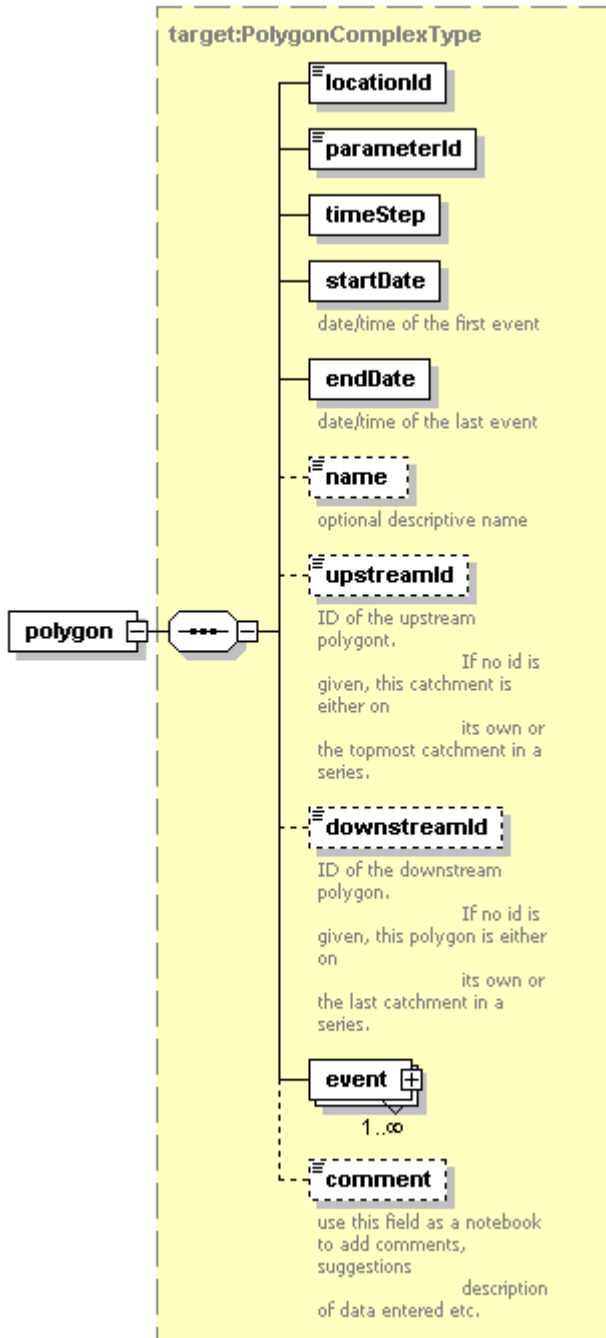 target:PolygonComplexType
locationId
parameterId
timeStep
startDate
date/time of the first event
endDate
date/time of the last event
name
optional descriptive name
upstreamId
ID of the upstream
polygont.
If no id is
given, this catchment is
either on
its own or
the topmost catchment in a
series.
polygon
downstreamId
ID of the downstream
polygon.
If no id is
given, this polygon is either
on
its own or
the last catchment in a
series.
event
1..∞
comment
use this field as a notebook
to add comments,
suggestions
description
of data entered etc.